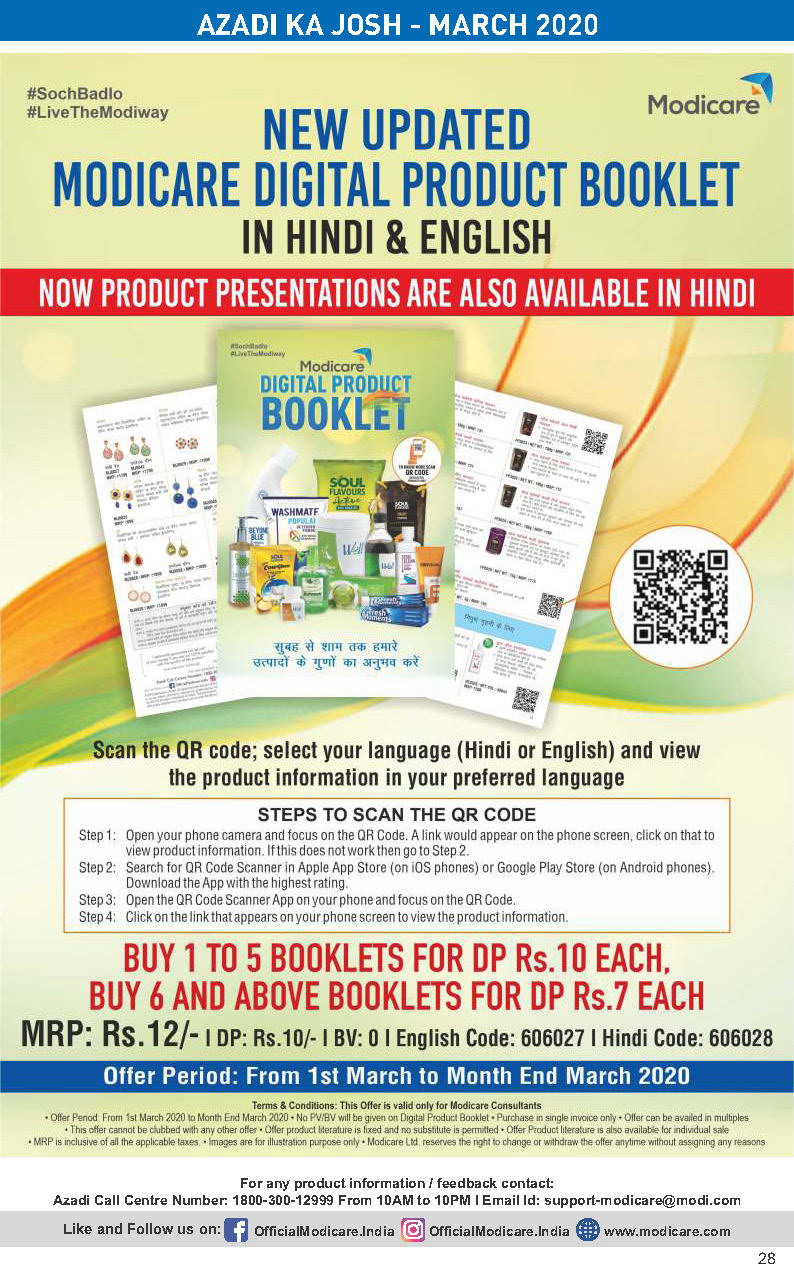 AZADI KA JOSH - MARCH 2020
#SochBadlo
#LiveTheModiway
Modicare
NEW UPDATED
MODICARE DIGITAL PRODUCT BOOKLET
IN HINDI & ENGLISH
NOW PRODUCT PRESENTATIONS ARE ALSO AVAILABLE IN HINDI
#SochBadlo
#LiveTheModiway
Modicare
DIGITAL PRODUCT
BOOKLET
TO KNOW MORE SCAN
QR CODE
SOUL
FLAVOURS
Active
WASHMATE
POPULAR
BEYOND
BLUE
SOUL
Well
Well
Fresh
Moments
Fresh
Moments
सुबह से शाम तक हमारे
उत्पादों के गुणों का अनुभव करें
निपुण गृहणी के लिए
Scan the QR code; select your language (Hindi or English) and view
the product information in your preferred language
STEPS TO SCAN THE QR CODE
Step 1: Open your phone camera and focus on the QR Code. A link would appear on the phone screen, click on that to
view product information. If this does not work then go to Step 2.
Step 2: Search for QR Code Scanner in Apple App Store (on iOS phones) or Google Play Store (on Android phones).
Download the App with the highest rating.
Step 3: Open the QR Code Scanner App on your phone and focus on the QR Code.
Step 4: Click on the link that appears on your phone screen to view the product information.
BUY 1 TO 5 BOOKLETS FOR DP Rs.10 EACH,
BUY 6 AND ABOVE BOOKLETS FOR DP Rs.7 EACH
MRP: Rs.12/- I DP: Rs.10/- I BV: 0 I English Code: 606027 I Hindi Code: 606028
Offer Period: From 1st March to Month End March 2020
Terms & Conditions: This Offer is valid only for Modicare Consultants
• Offer Period: From 1st March 2020 to Month End March 2020 • No PV/BV will be given on Digital Product Booklet • Purchase in single invoice only • Offer can be availed in multiples
• This offer cannot be clubbed with any other offer • Offer product literature is fixed and no substitute is permitted • Offer Product literature is also available for individual sale
• MRP is inclusive of all the applicable taxes. • Images are for illustration purpose only • Modicare Ltd. reserves the right to change or withdraw the offer anytime without assigning any reasons
For any product information / feedback contact:
Azadi Call Centre Number: 1800-300-12999 From 10AM to 10PM I Email Id: support-modicare@modi.com
Like and Follow us on: OfficialModicare.India OfficialModicare.India www.modicare.com
28